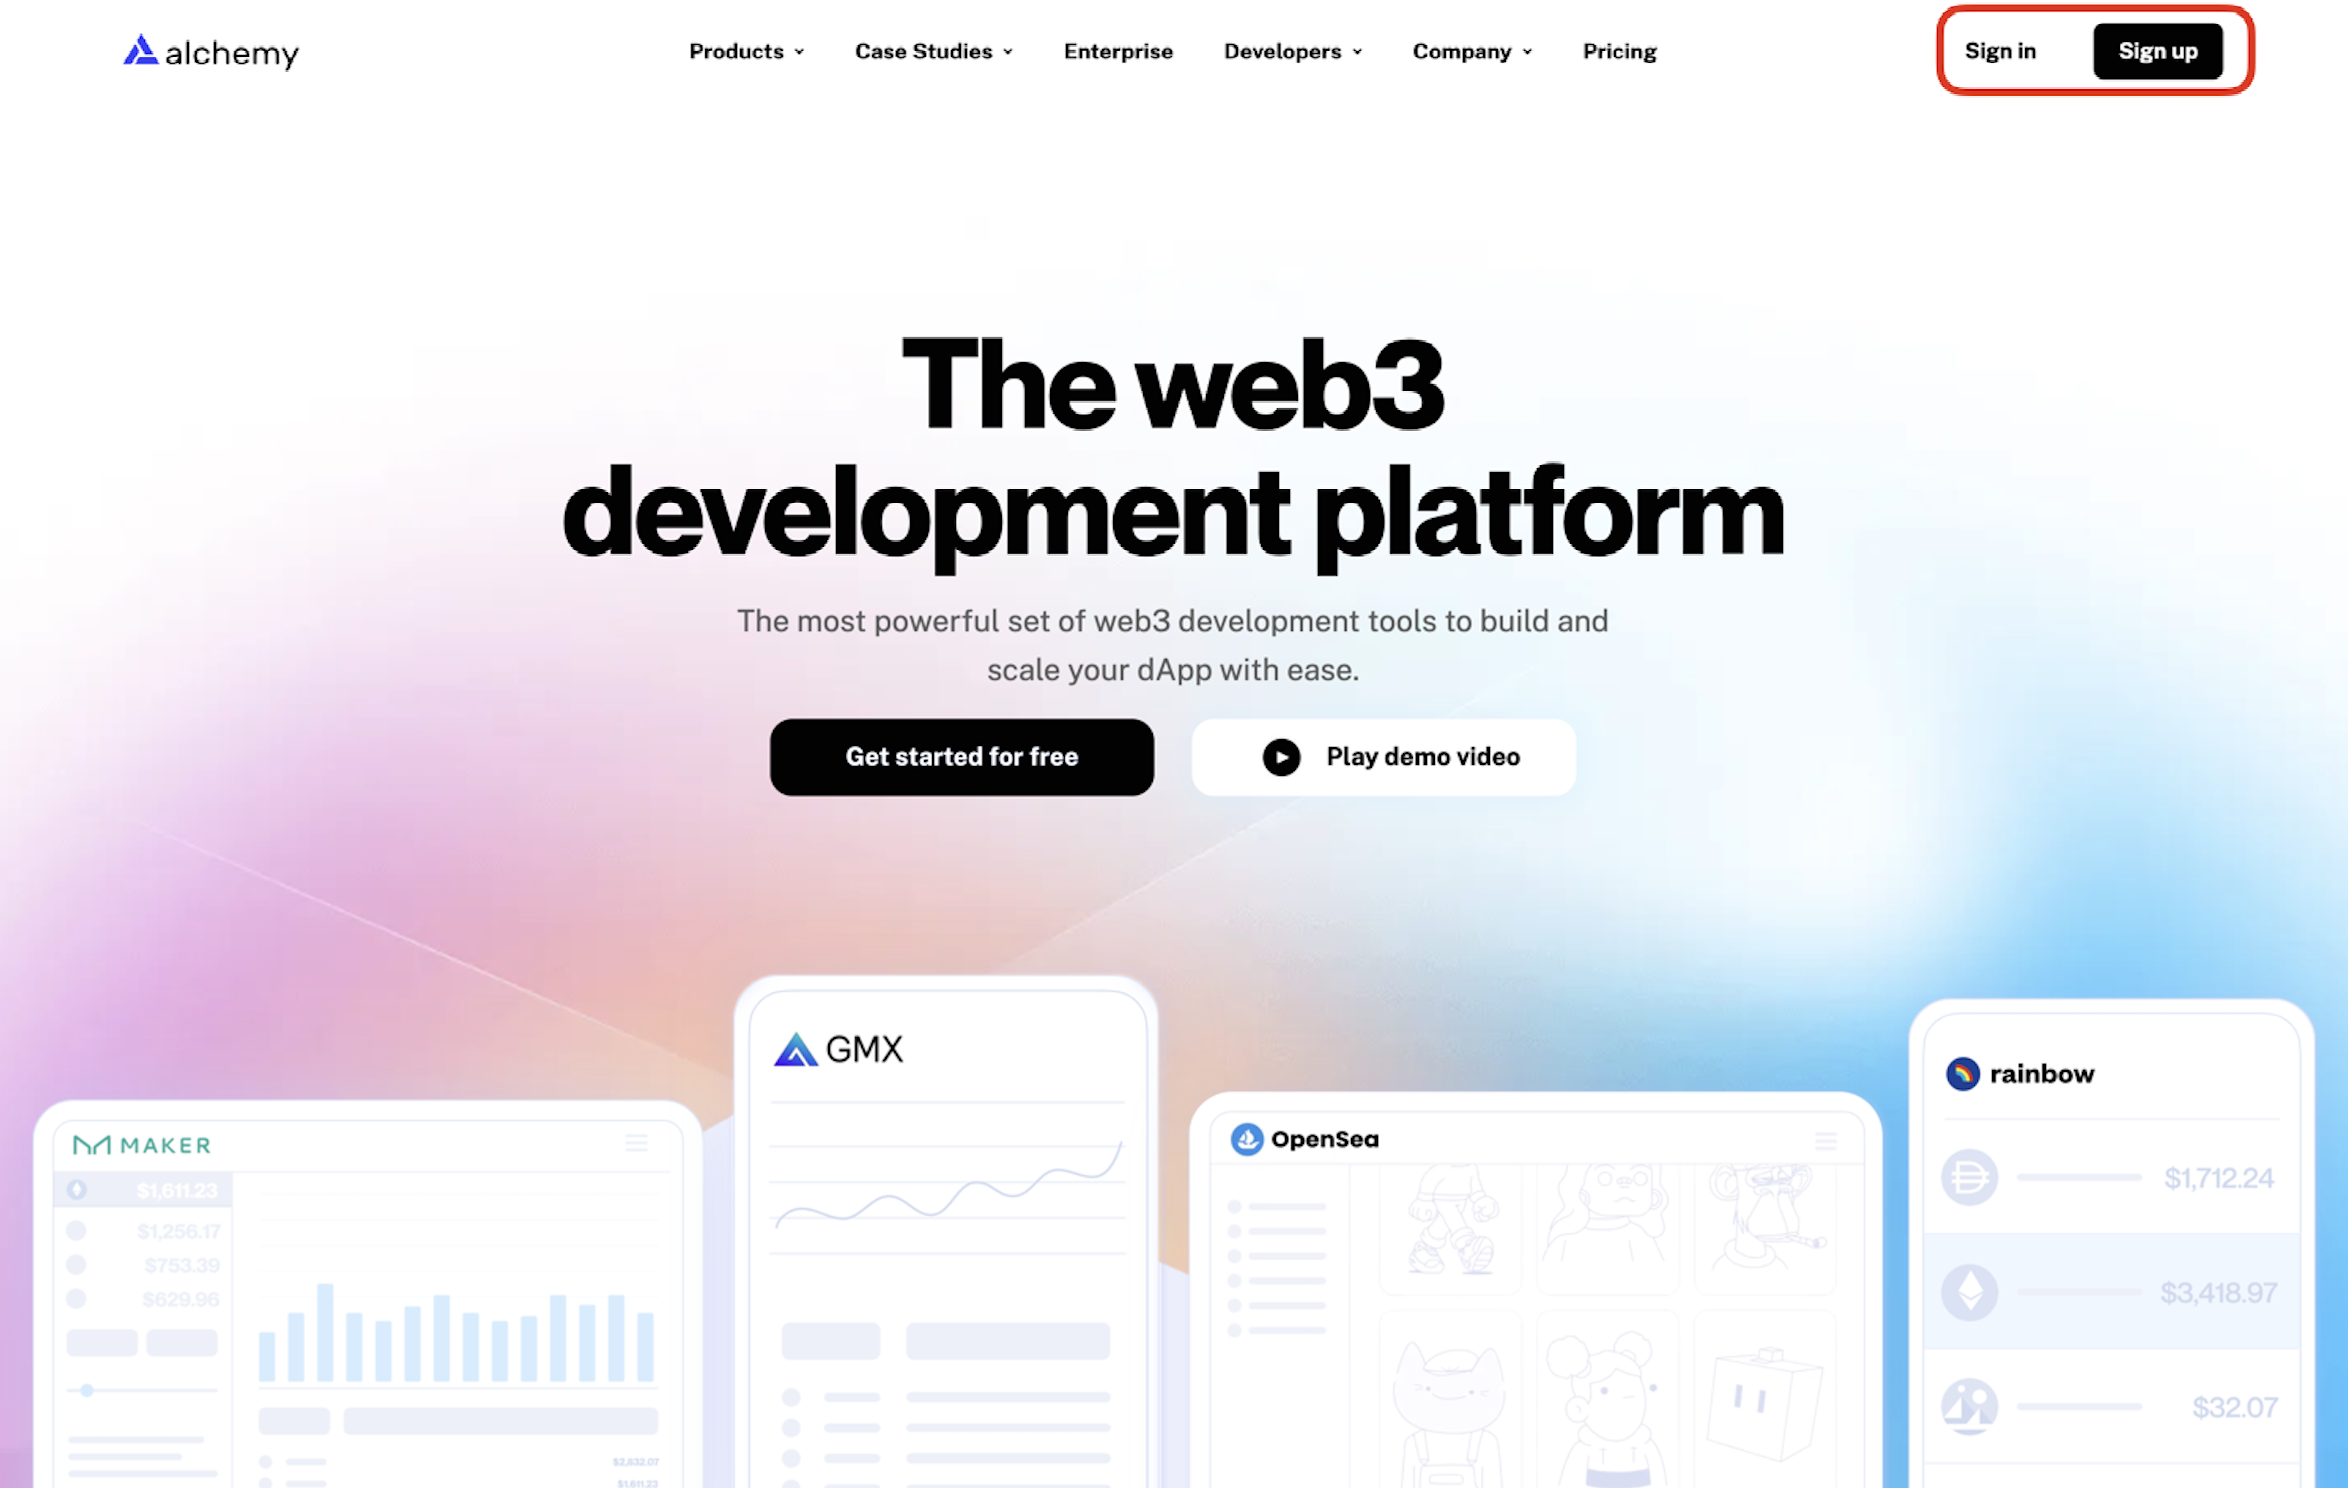 alchemy
Products
Case Studies
Enterprise
Developers
Company
Pricing
Sign in
Sign up
The web3
development platform
The most powerful set of web3 development tools to build and
scale your dApp with ease.
Get started for free
Play demo video
MAKER
$1,611.23
$1,256.17
$753.39
$629.96
$2,832.07
$1,611.23
GMX
OpenSea
rainbow
$1,712.24
$3,418.97
$32.07